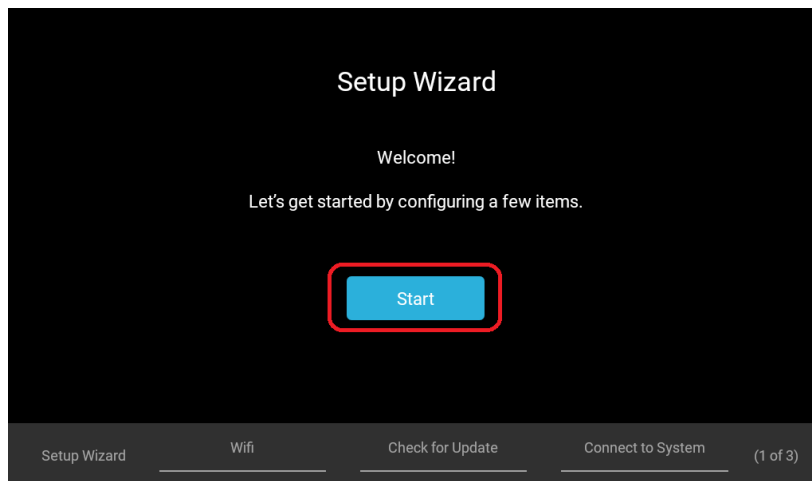 Setup Wizard
Welcome!
Let's get started by configuring a few items.
Start
Setup Wizard
Wifi
Check for Update
Connect to System
(1 of 3)